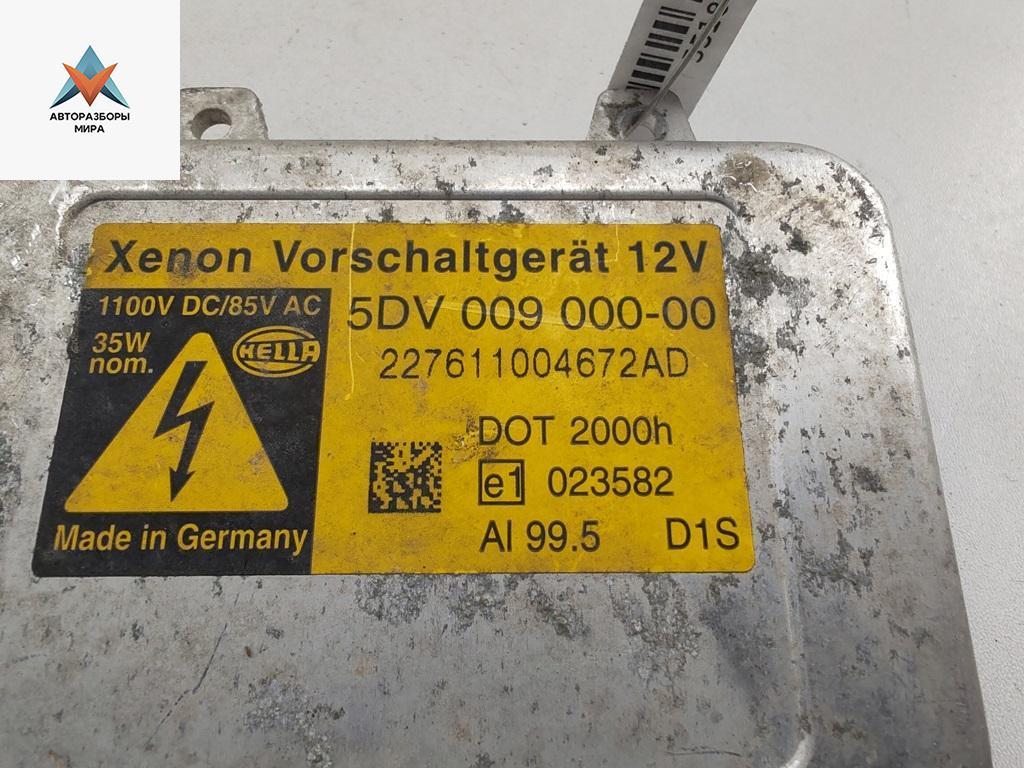 АВТОРАЗБОРЫ
МИРА
Xenon Vorschaltgerät 12V
1100V DC/85V AC
35W
nom.
HELLA
5DV 009 000-00
227611004672AD
DOT 2000h
e1 023582
Al 99.5 D1S
Made in Germany